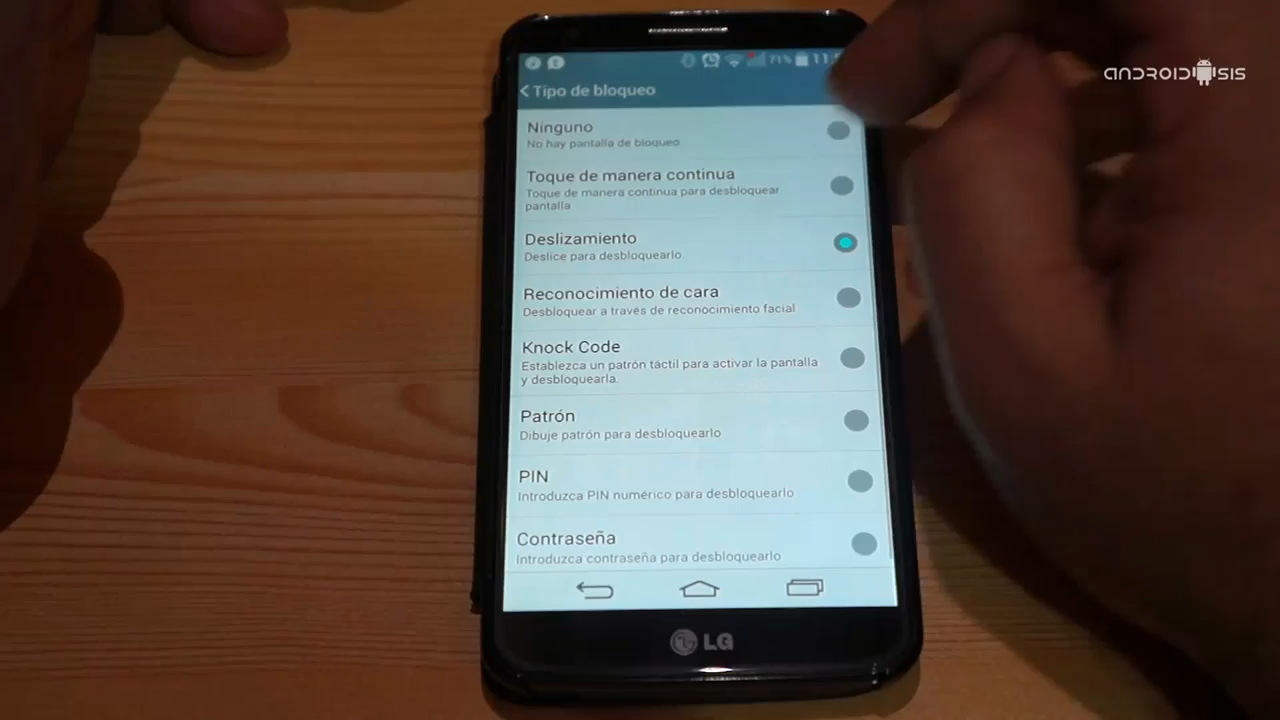 ANDROIDSIS
71%
Tipo de bloqueo
Ninguno
No hay pantalla de bloqueo
Toque de manera continua
Toque de manera continua para desbloquear
pantalla
Deslizamiento
Deslice para desbloquearlo.
Reconocimiento de cara
Desbloquear a través de reconocimiento facial
Knock Code
Establezca un patrón táctil para activar la pantalla
y desbloquearla.
Patrón
Dibuje patrón para desbloquearlo
PIN
Introduzca PIN numérico para desbloquearlo
Contraseña
Introduzca contraseña para desbloquearlo
LG